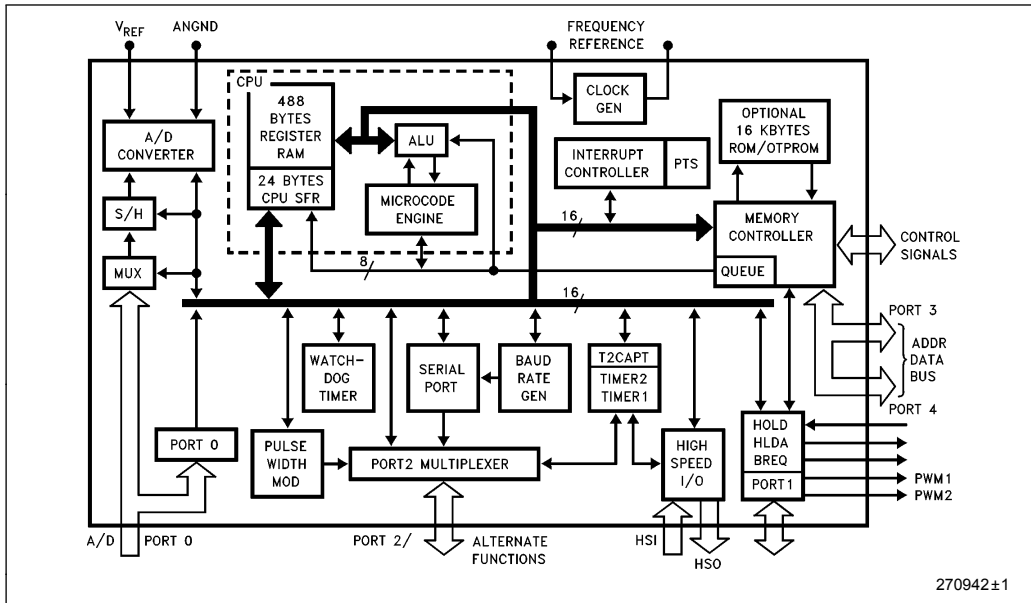 VREF
ANGND
FREQUENCY
REFERENCE
CPU
488
BYTES
REGISTER
RAM
24 BYTES
CPU SFR
ALU
MICROCODE
ENGINE
CLOCK
GEN
OPTIONAL
16 KBYTES
ROM/OTPROM
INTERRUPT
CONTROLLER
PTS
A/D
CONVERTER
S/H
MUX
16
MEMORY
CONTROLLER
QUEUE
CONTROL
SIGNALS
8
16
PORT 3
ADDR
DATA
BUS
PORT 4
WATCH-
DOG
TIMER
SERIAL
PORT
BAUD
RATE
GEN
T2CAPT
TIMER2
TIMER1
PORT 0
PULSE
WIDTH
MOD
PORT2 MULTIPLEXER
HIGH
SPEED
I/O
HOLD
HLDA
BREQ
PORT1
PWM1
PWM2
A/D
PORT 0
PORT 2/
ALTERNATE
FUNCTIONS
HSI
HSO
270942±1